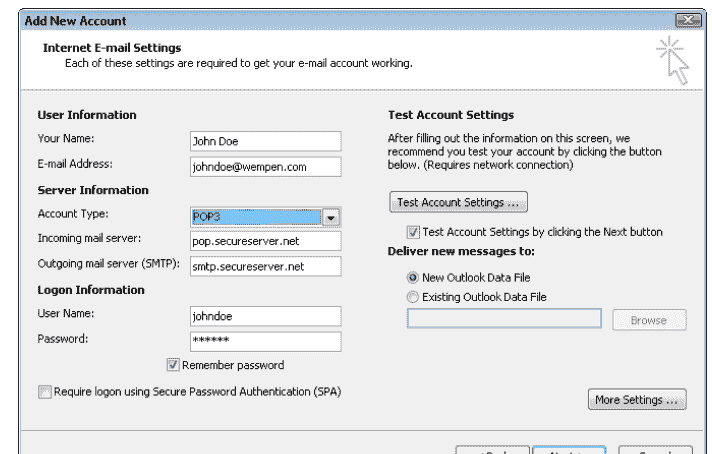 Add New Account
Internet E-mail Settings
Each of these settings are required to get your e-mail account working.
User Information
Your Name: John Doe
E-mail Address: johndoe@wempen.com
Server Information
Account Type: POP3
Incoming mail server: pop.secureserver.net
Outgoing mail server (SMTP): smtp.secureserver.net
Logon Information
User Name: johndoe
Password: ******
Remember password
Require logon using Secure Password Authentication (SPA)
Test Account Settings
After filling out the information on this screen, we
recommend you test your account by clicking the button
below. (Requires network connection)
Test Account Settings ...
Test Account Settings by clicking the Next button
Deliver new messages to:
New Outlook Data File
Existing Outlook Data File
Browse
More Settings ...